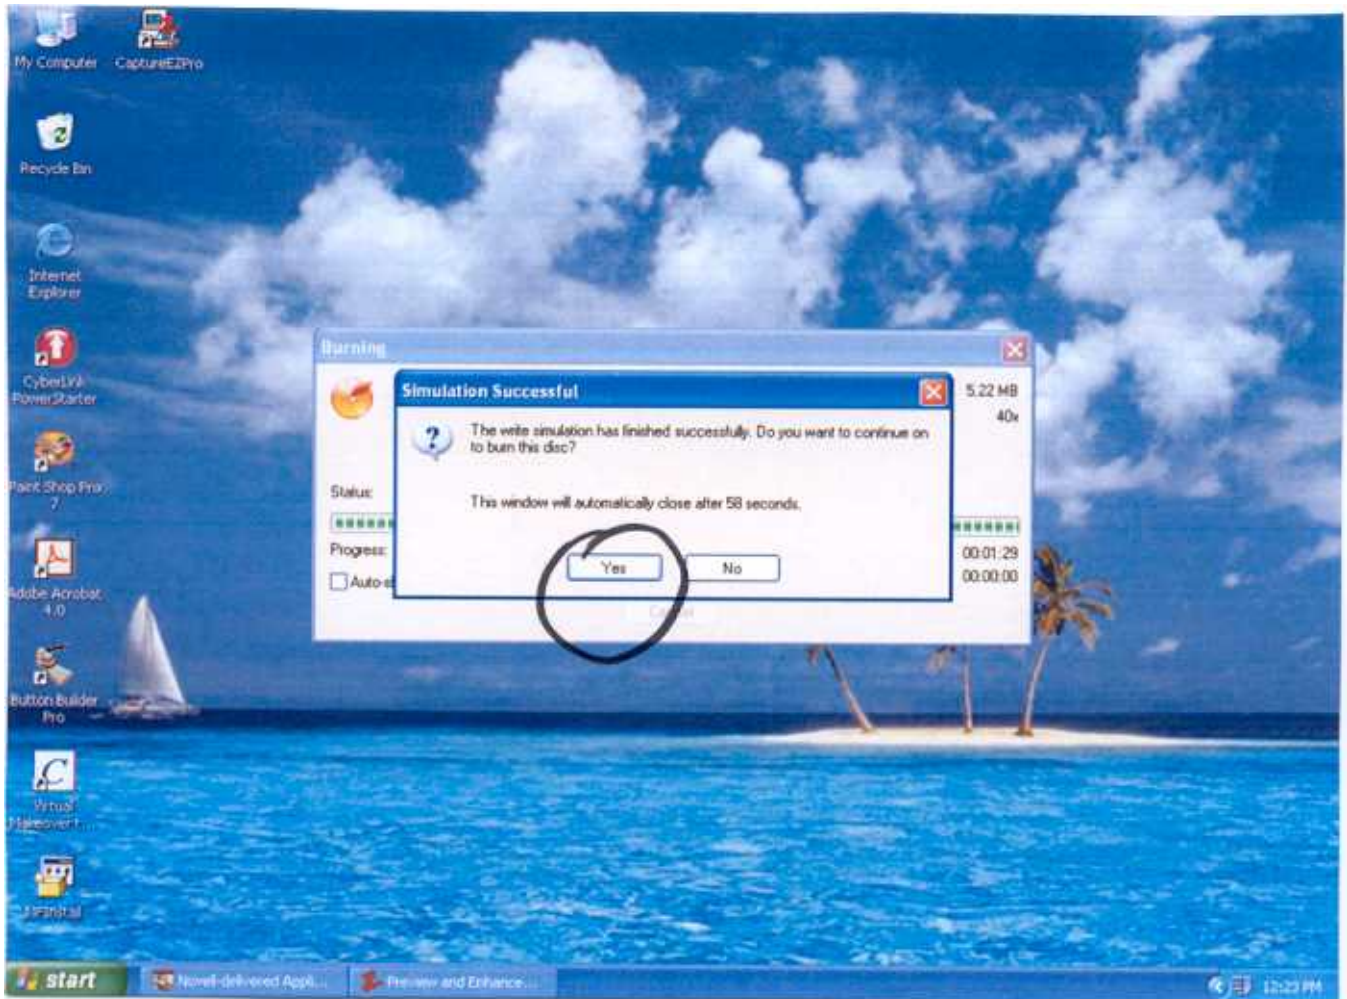 My Computer
CaptureEZPro
Recycle Bin
Internet
Explorer
CyberLink
PowerStarter
Paint Shop Pro
7
Adobe Acrobat
4.0
Button Builder
Pro
Virtual
Makeover
Burning
5.22 MB
40x
Simulation Successful
The write simulation has finished successfully. Do you want to continue on
to burn this disc?
This window will automatically close after 58 seconds.
Yes
No
Status:
Progress:
00:01:29
Auto-s
00:00:00
start
Novell-delivered Appli...
Preview and Enhance...
12:23 PM